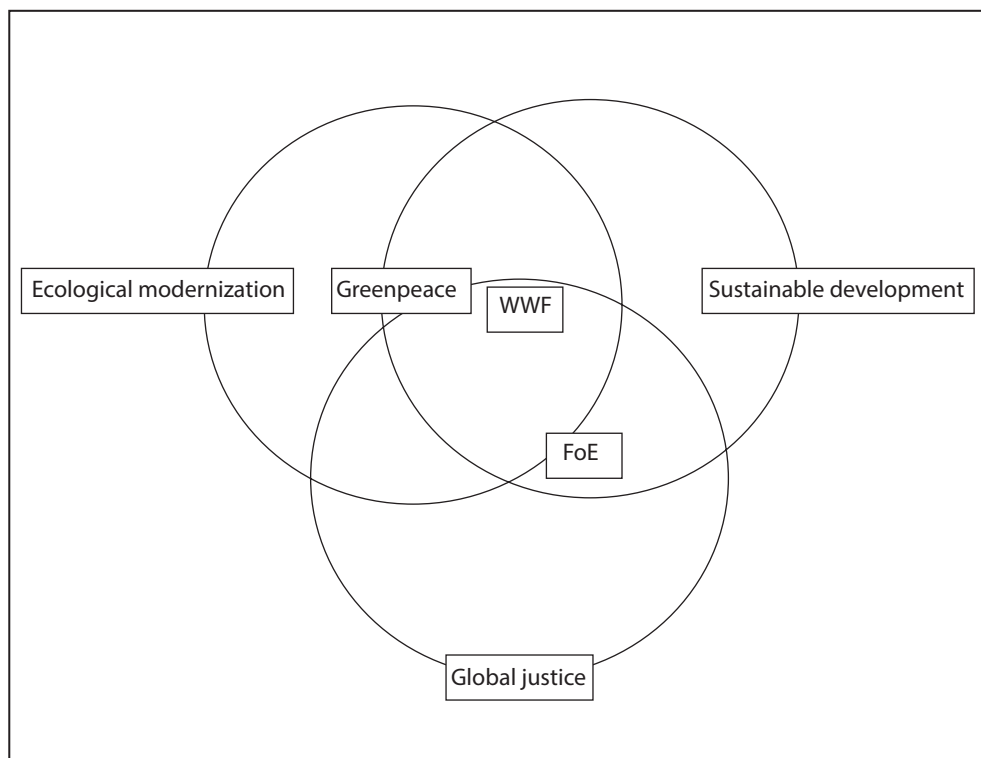 Ecological modernization
Greenpeace
WWF
Sustainable development
FoE
Global justice